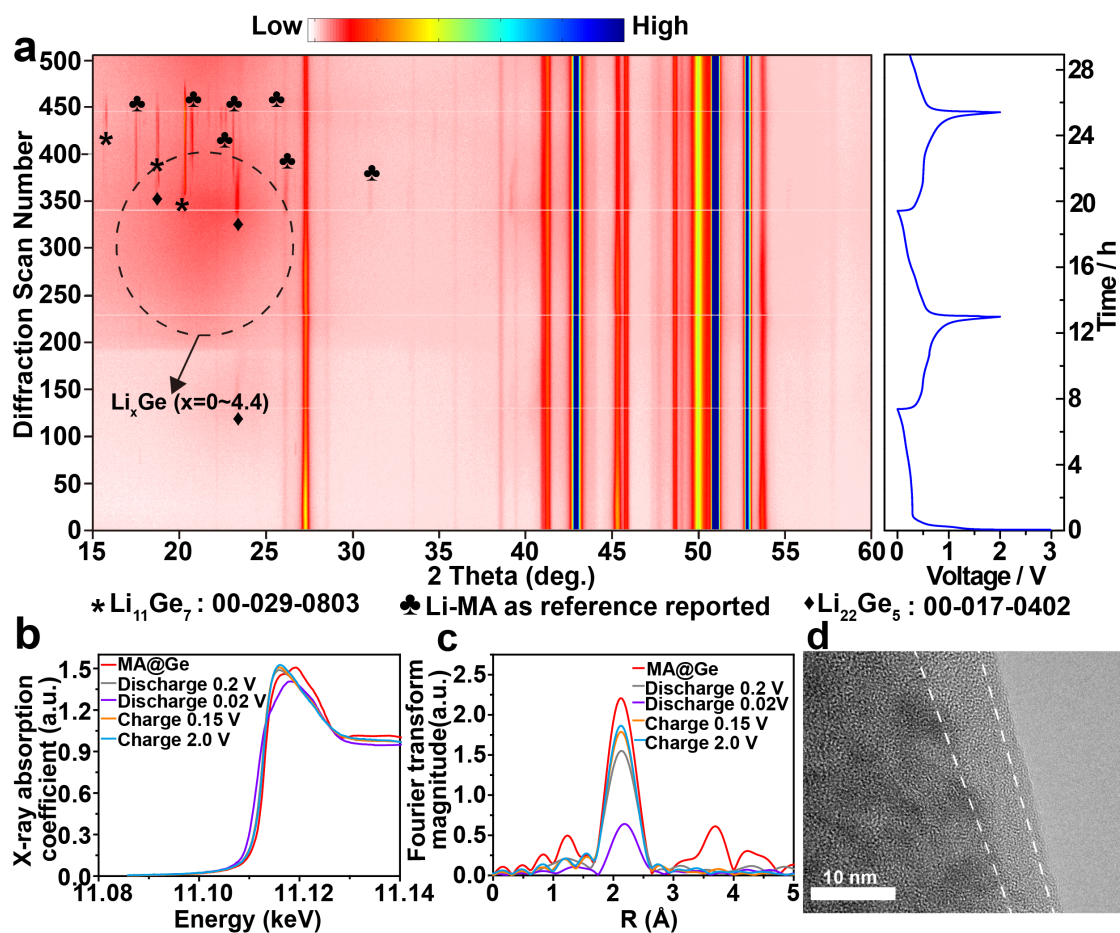 Low High
a
500
450
400
350
300
250
200
150
100
50
0
Diffraction Scan Number
LiₓGe (x=0~4.4)
15 20 25 30 35 40 45 50 55 60
2 Theta (deg.)
28
24
20
16
12
8
4
0
Time / h
0 1 2 3
Voltage / V
* Li₁₁Ge₇ : 00-029-0803 ♣ Li-MA as reference reported ♦ Li₂₂Ge₅ : 00-017-0402
b
1.5
1.2
0.9
0.6
0.3
0.0
X-ray absorption
coefficient (a.u.)
MA@Ge
Discharge 0.2 V
Discharge 0.02 V
Charge 0.15 V
Charge 2.0 V
11.08 11.10 11.12 11.14
Energy (keV)
c
2.5
2.0
1.5
1.0
0.5
0.0
Fourier transform
magnitude(a.u.)
MA@Ge
Discharge 0.2 V
Discharge 0.02V
Charge 0.15 V
Charge 2.0 V
0 1 2 3 4 5
R (Å)
d
10 nm